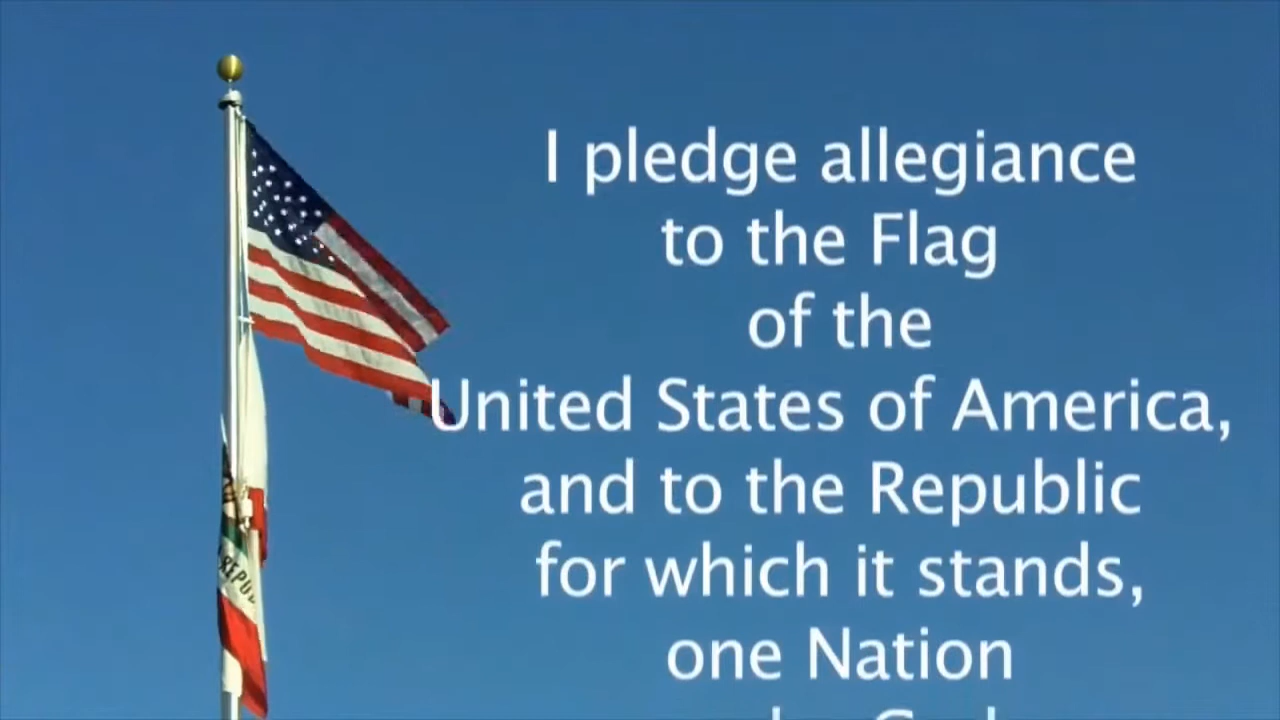 I pledge allegiance
to the Flag
of the
United States of America,
and to the Republic
for which it stands,
one Nation